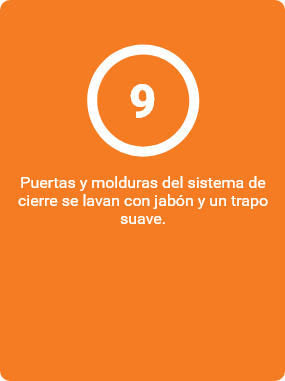 9
Puertas y molduras del sistema de
cierre se lavan con jabón y un trapo
suave.